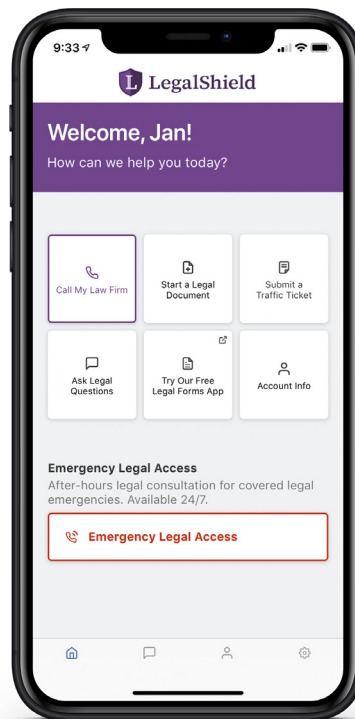 9:33
LegalShield
Welcome, Jan!
How can we help you today?
Call My Law Firm
Start a Legal
Document
Submit a
Traffic Ticket
Ask Legal
Questions
Try Our Free
Legal Forms App
Account Info
Emergency Legal Access
After-hours legal consultation for covered legal
emergencies. Available 24/7.
Emergency Legal Access